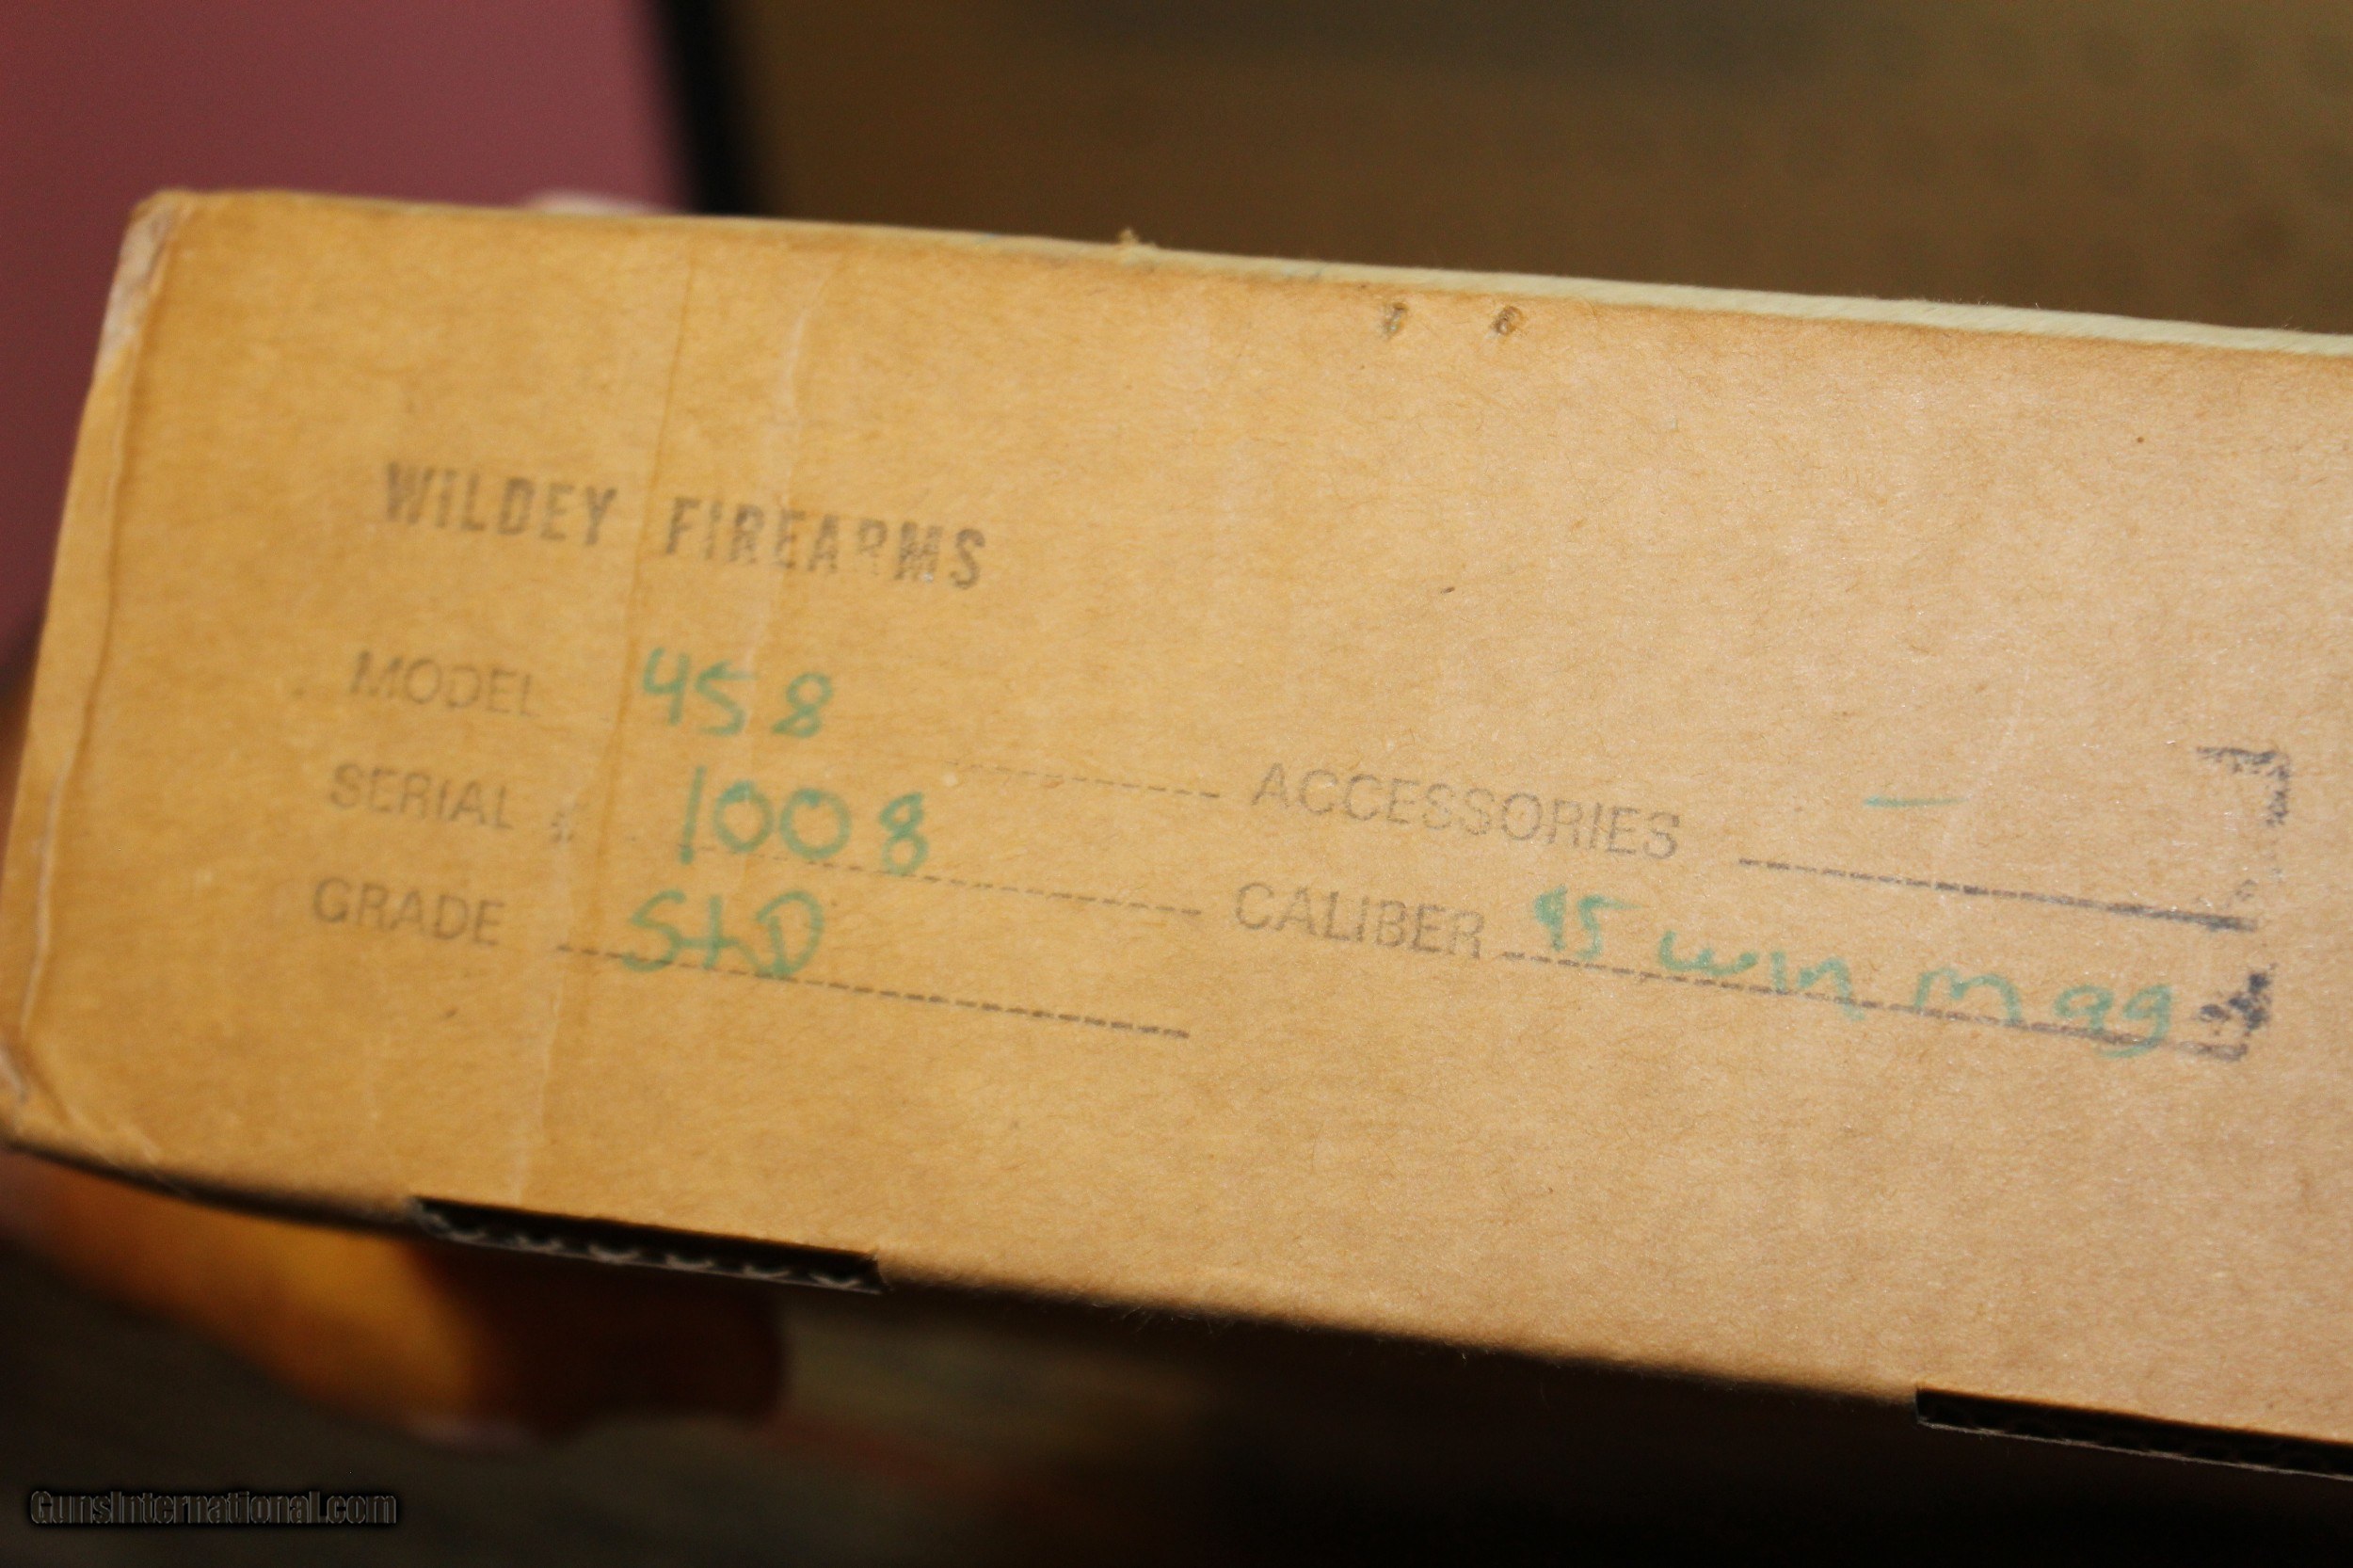 WILDEY FIREARMS
MODEL 458
SERIAL # 1008
GRADE StD
ACCESSORIES —
CALIBER 45 win mag
GunsInternational.com